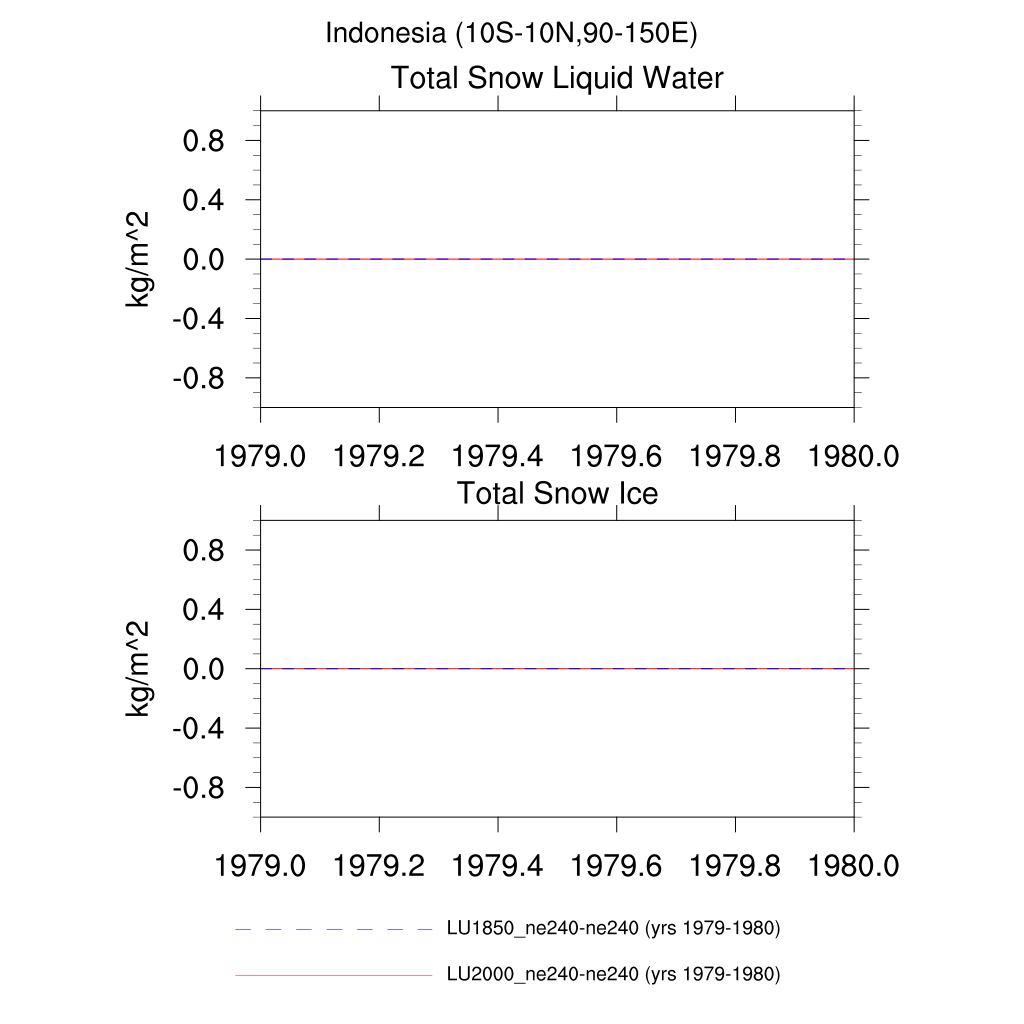 Indonesia (10S-10N,90-150E)
Total Snow Liquid Water
kg/m^2
0.8
0.4
0.0
-0.4
-0.8
1979.0 1979.2 1979.4 1979.6 1979.8 1980.0
Total Snow Ice
kg/m^2
0.8
0.4
0.0
-0.4
-0.8
1979.0 1979.2 1979.4 1979.6 1979.8 1980.0
LU1850_ne240-ne240 (yrs 1979-1980)
LU2000_ne240-ne240 (yrs 1979-1980)